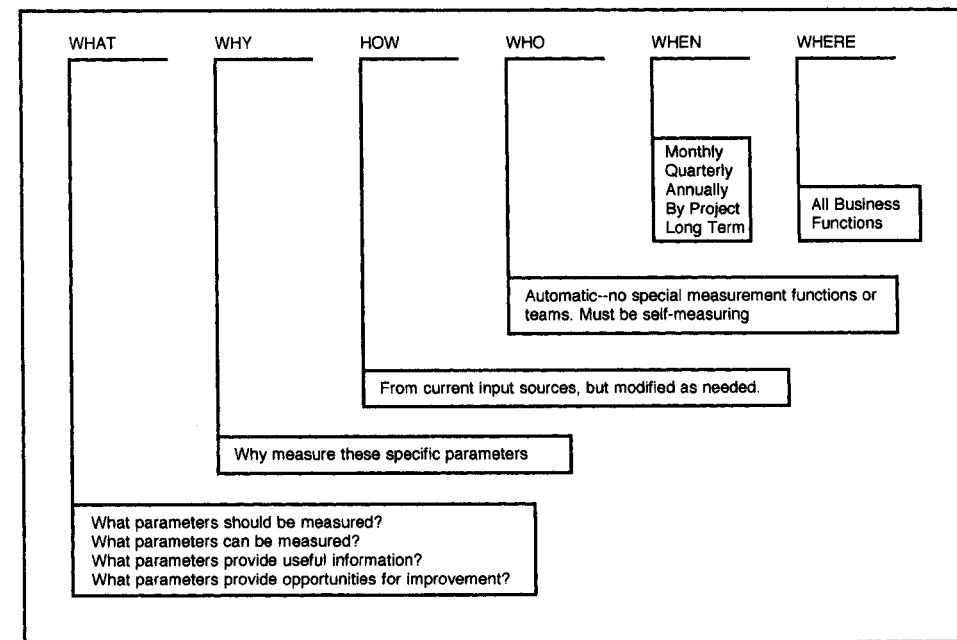 WHAT WHY HOW WHO WHEN WHERE
Monthly
Quarterly
Annually
By Project
Long Term
All Business
Functions
Automatic--no special measurement functions or
teams. Must be self-measuring
From current input sources, but modified as needed.
Why measure these specific parameters
What parameters should be measured?
What parameters can be measured?
What parameters provide useful information?
What parameters provide opportunities for improvement?